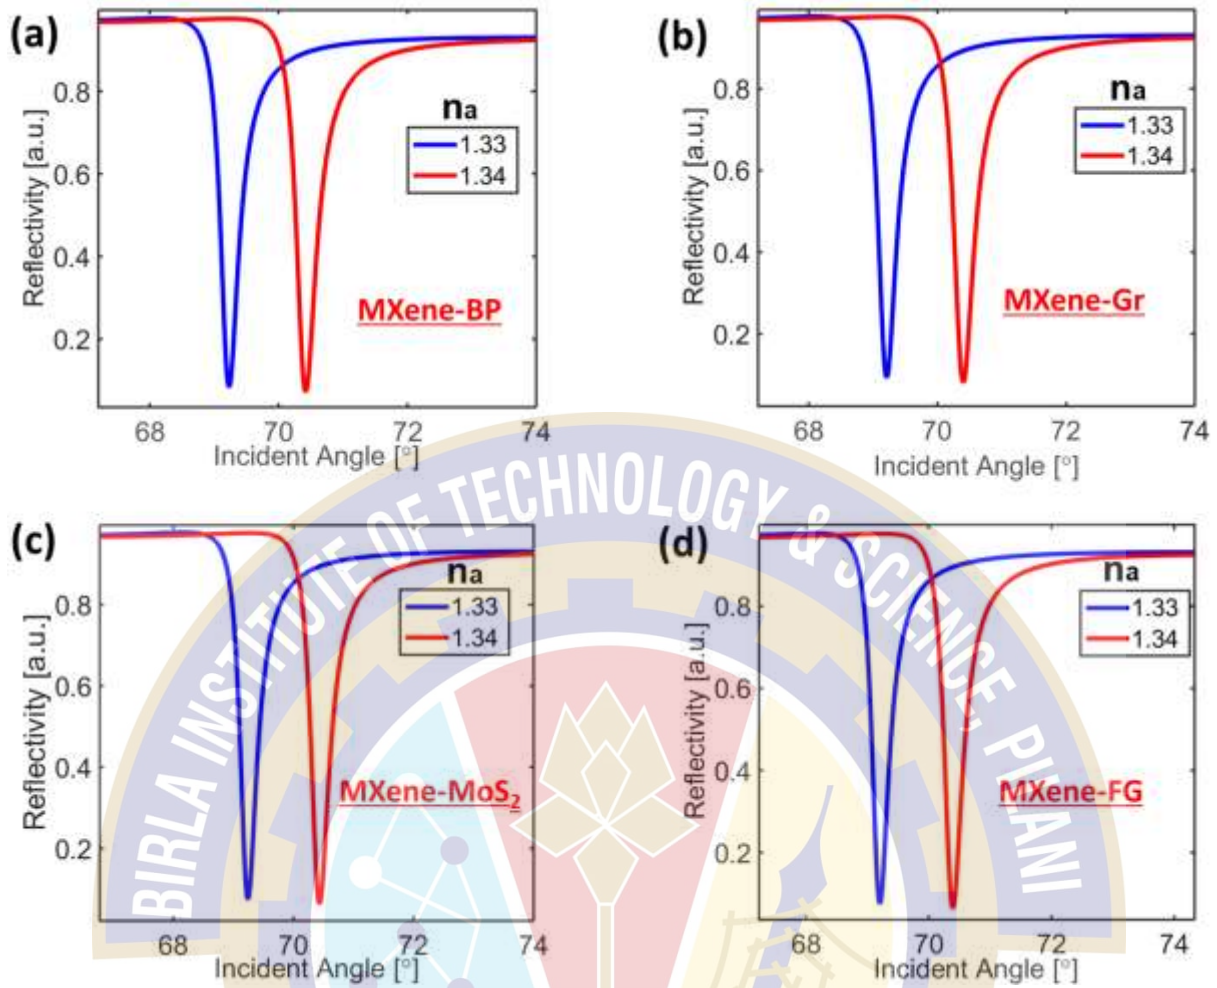 (a)
Reflectivity [a.u.]
0.8
0.6
0.4
0.2
na
1.33
1.34
MXene-BP
68 70 72 74
Incident Angle [°]
(b)
Reflectivity [a.u.]
0.8
0.6
0.4
0.2
na
1.33
1.34
MXene-Gr
68 70 72 74
Incident Angle [°]
(c)
Reflectivity [a.u.]
0.8
0.6
0.4
0.2
na
1.33
1.34
MXene-MoS2
68 70 72 74
Incident Angle [°]
(d)
Reflectivity [a.u.]
0.8
0.6
0.4
0.2
na
1.33
1.34
MXene-FG
68 70 72 74
Incident Angle [°]
BIRLA INSTITUTE OF TECHNOLOGY & SCIENCE, PILANI